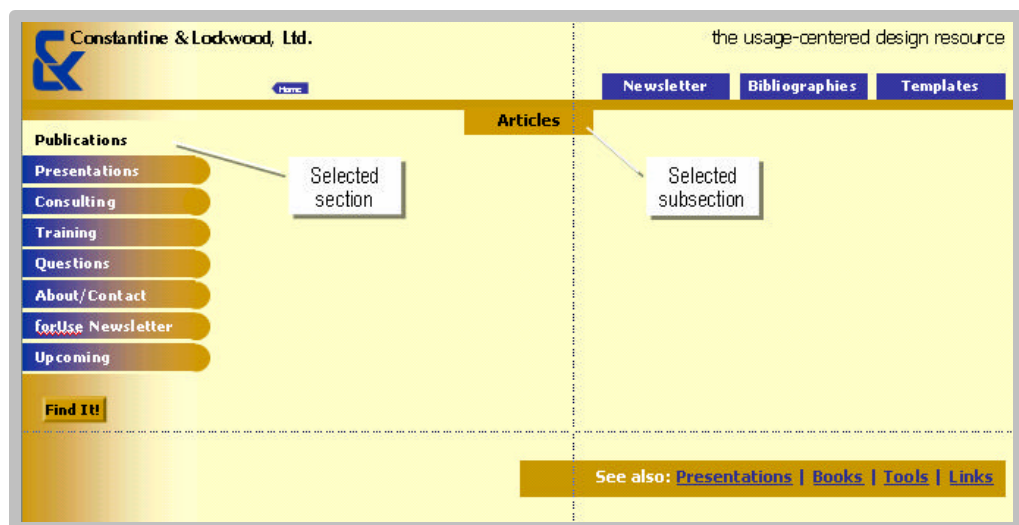 Constantine & Lockwood, Ltd.
the usage-centered design resource
Home
Newsletter
Bibliographies
Templates
Articles
Publications
Presentations
Consulting
Training
Questions
About/Contact
forUse Newsletter
Upcoming
Find It!
Selected
section
Selected
subsection
See also: Presentations | Books | Tools | Links